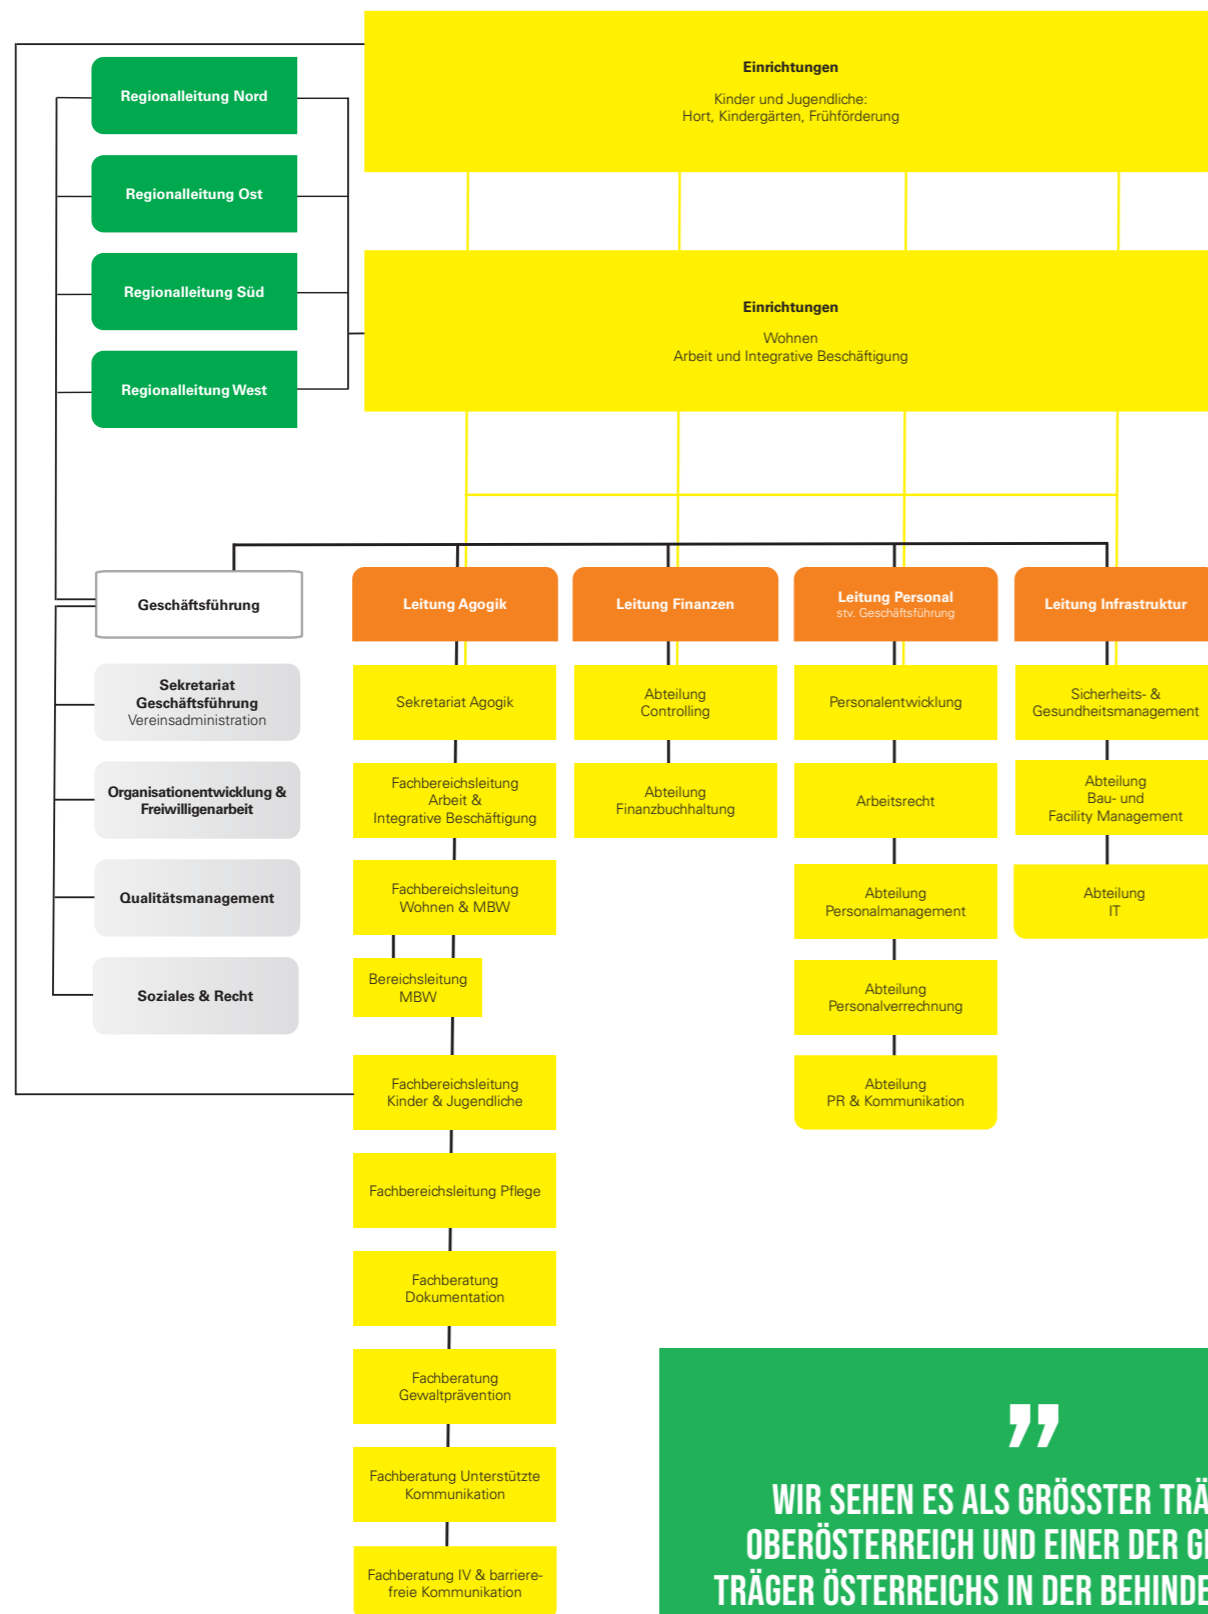 Einrichtungen
Kinder und Jugendliche:
Hort, Kindergärten, Frühförderung
Regionalleitung Nord
Regionalleitung Ost
Regionalleitung Süd
Regionalleitung West
Einrichtungen
Wohnen
Arbeit und Integrative Beschäftigung
Geschäftsführung
Sekretariat
Geschäftsführung
Vereinsadministration
Organisationentwicklung &
Freiwilligenarbeit
Qualitätsmanagement
Soziales & Recht
Leitung Agogik
Sekretariat Agogik
Fachbereichsleitung
Arbeit &
Integrative Beschäftigung
Fachbereichsleitung
Wohnen & MBW
Bereichsleitung
MBW
Fachbereichsleitung
Kinder & Jugendliche
Fachbereichsleitung Pflege
Fachberatung
Dokumentation
Fachberatung
Gewaltprävention
Fachberatung Unterstützte
Kommunikation
Fachberatung IV & barriere-
freie Kommunikation
Leitung Finanzen
Abteilung
Controlling
Abteilung
Finanzbuchhaltung
Leitung Personal
stv. Geschäftsführung
Personalentwicklung
Arbeitsrecht
Abteilung
Personalmanagement
Abteilung
Personalverrechnung
Abteilung
PR & Kommunikation
Leitung Infrastruktur
Sicherheits- &
Gesundheitsmanagement
Abteilung
Bau- und
Facility Management
Abteilung
IT
”
WIR SEHEN ES ALS GRÖSSTER TRÄ
OBERÖSTERREICH UND EINER DER
TRÄGER ÖSTERREICHS IN DER BEHINDE